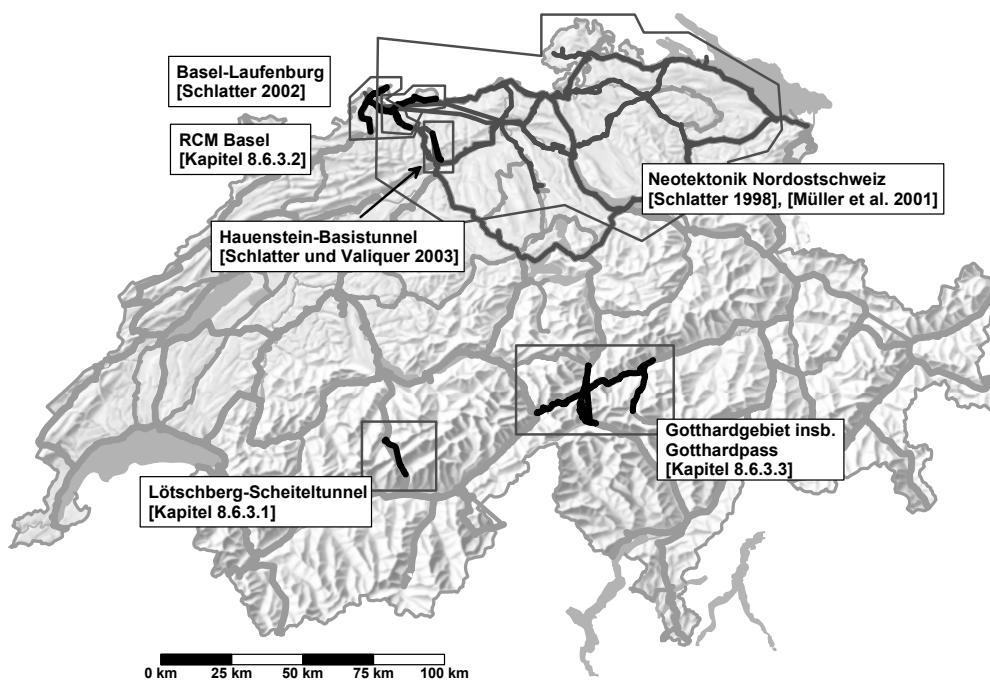 Basel-Laufenburg
[Schlatter 2002]
RCM Basel
[Kapitel 8.6.3.2]
Neotektonik Nordostschweiz
[Schlatter 1998], [Müller et al. 2001]
Hauenstein-Basistunnel
[Schlatter und Valiquer 2003]
Gotthardgebiet insb.
Gotthardpass
[Kapitel 8.6.3.3]
Lötschberg-Scheiteltunnel
[Kapitel 8.6.3.1]
0 km 25 km 50 km 75 km 100 km